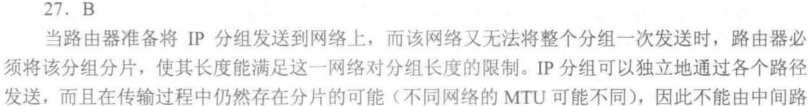 27. B
当路由器准备将 IP 分组发送到网络上，而该网络又无法将整个分组一次发送时，路由器必
须将该分组分片，使其长度能满足这一网络对分组长度的限制。IP 分组可以独立地通过各个路径
发送，而且在传输过程中仍然存在分片的可能（不同网络的 MTU 可能不同），因此不能由中间路